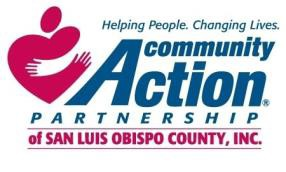 Helping People. Changing Lives.
community
Action®
PARTNERSHIP
of SAN LUIS OBISPO COUNTY, INC.